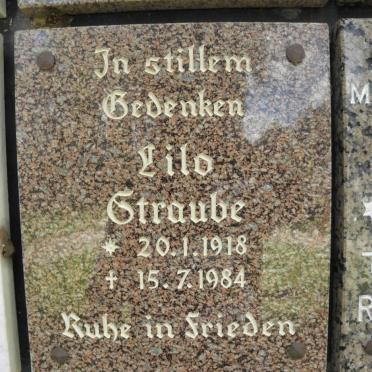 In stillem
Gedenken
Lilo
Straube
* 20.1.1918
† 15.7.1984
Ruhe in Frieden
M
R